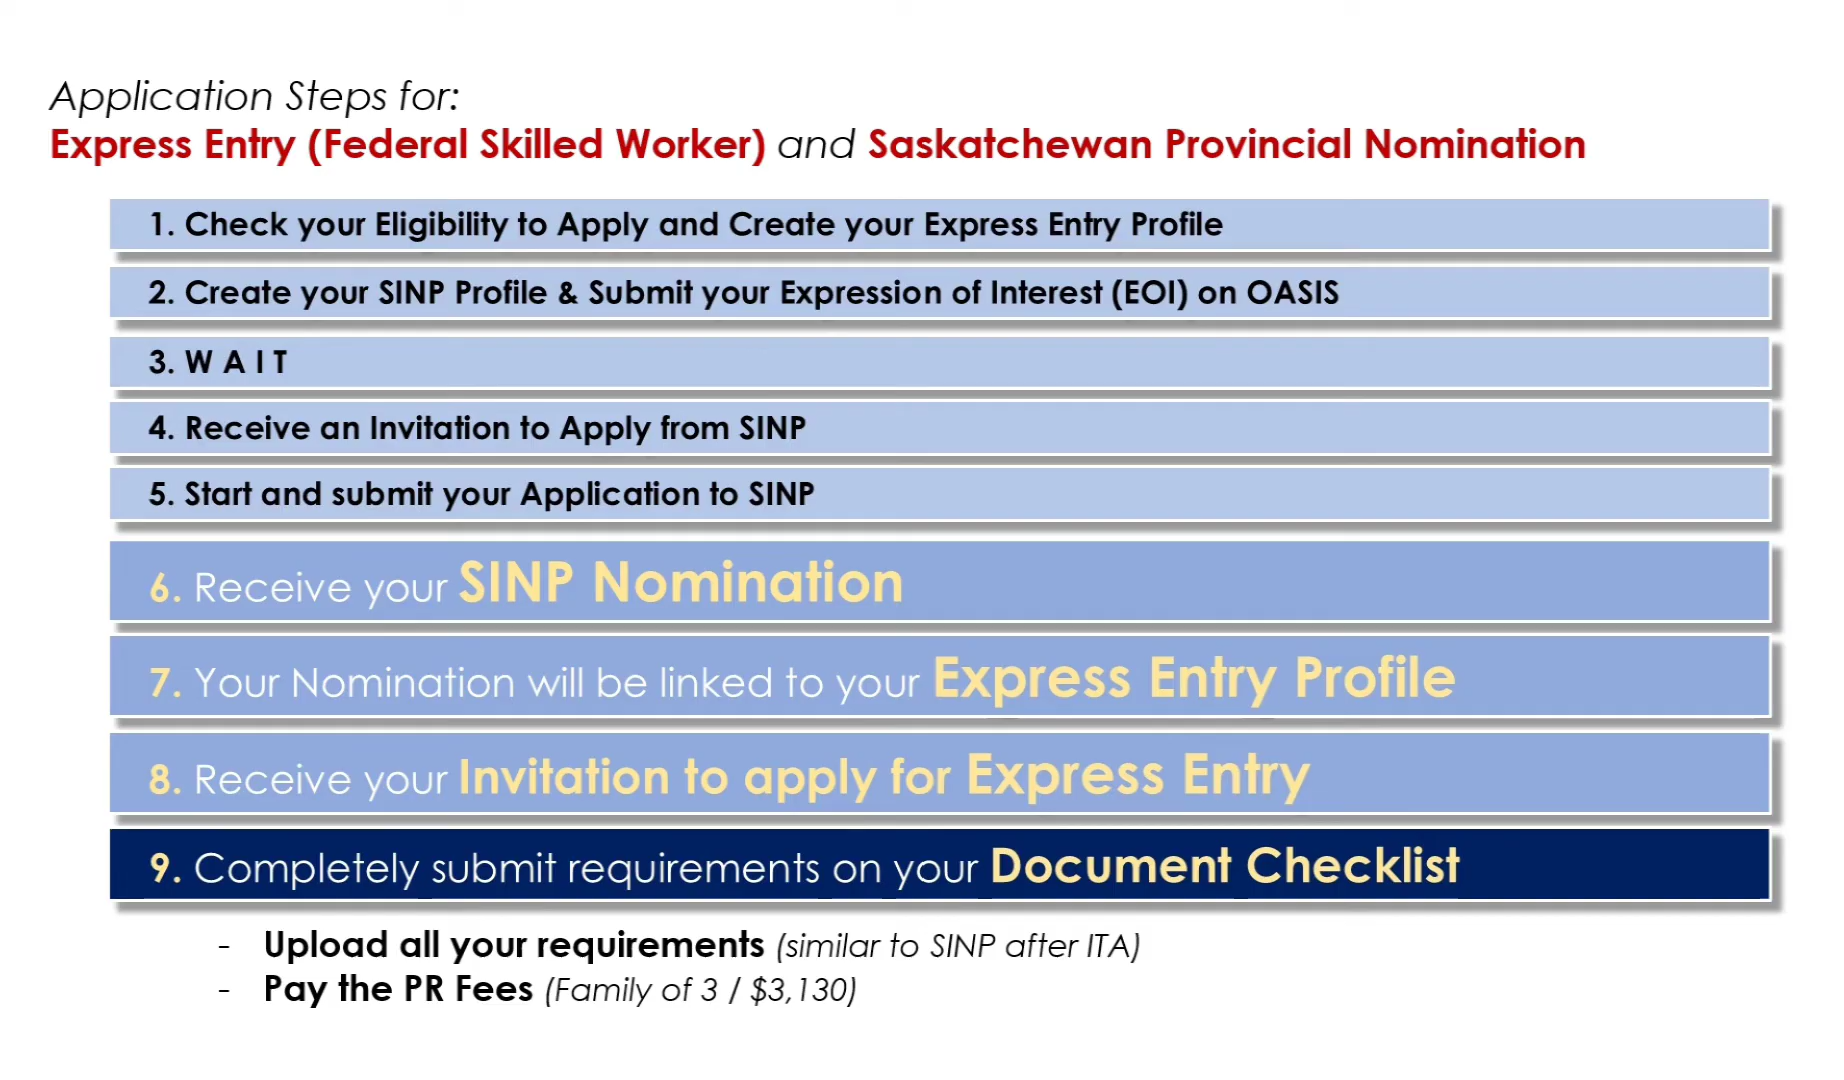 Application Steps for:
Express Entry (Federal Skilled Worker) and Saskatchewan Provincial Nomination
1. Check your Eligibility to Apply and Create your Express Entry Profile
2. Create your SINP Profile & Submit your Expression of Interest (EOI) on OASIS
3. W A I T
4. Receive an Invitation to Apply from SINP
5. Start and submit your Application to SINP
6. Receive your SINP Nomination
7. Your Nomination will be linked to your Express Entry Profile
8. Receive your Invitation to apply for Express Entry
9. Completely submit requirements on your Document Checklist
- Upload all your requirements (similar to SINP after ITA)
- Pay the PR Fees (Family of 3 / $3,130)